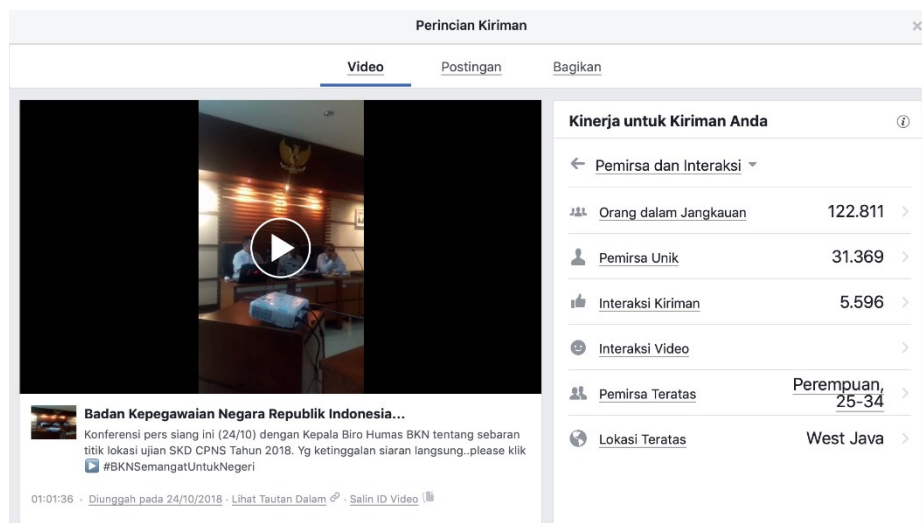 Perincian Kiriman
Video Postingan Bagikan
Kinerja untuk Kiriman Anda
Pemirsa dan Interaksi
Orang dalam Jangkauan 122.811
Pemirsa Unik 31.369
Interaksi Kiriman 5.596
Interaksi Video
Pemirsa Teratas Perempuan, 25-34
Lokasi Teratas West Java
Badan Kepegawaian Negara Republik Indonesia...
Konferensi pers siang ini (24/10) dengan Kepala Biro Humas BKN tentang sebaran
titik lokasi ujian SKD CPNS Tahun 2018. Yg ketinggalan siaran langsung..please klik
▶️ #BKNSemangatUntukNegeri
01:01:36 · Diunggah pada 24/10/2018 · Lihat Tautan Dalam · Salin ID Video